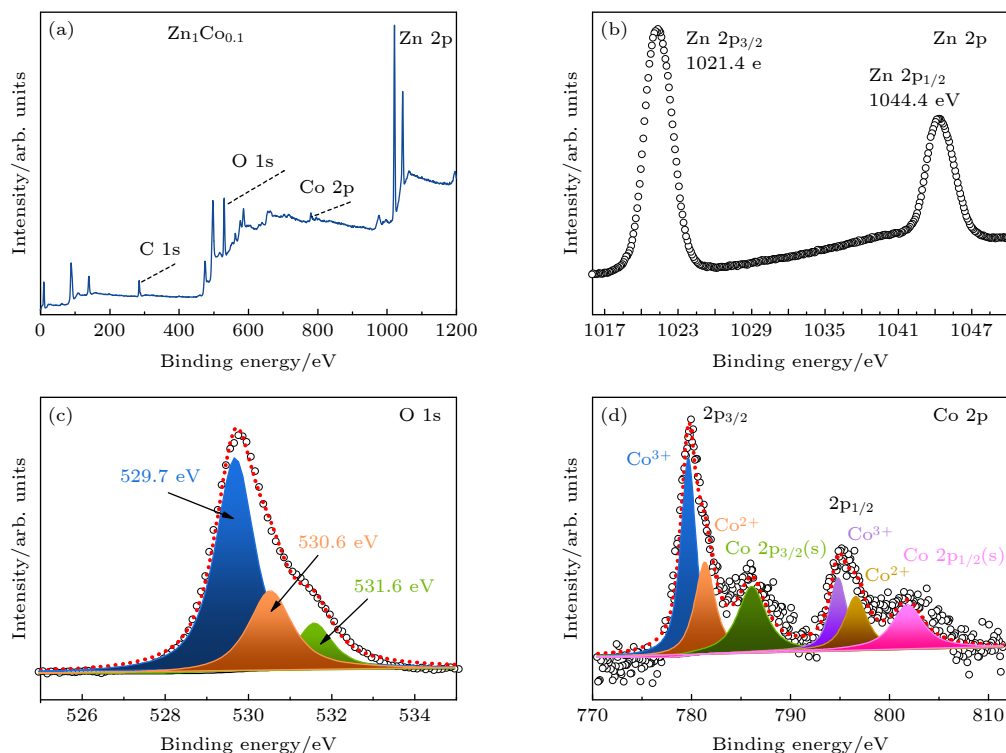 (a)
Zn₁Co₀.₁
Zn 2p
O 1s
Co 2p
C 1s
Intensity/arb. units
0 200 400 600 800 1000 1200
Binding energy/eV
(b)
Zn 2p₃/₂
1021.4 e
Zn 2p
Zn 2p₁/₂
1044.4 eV
Intensity/arb. units
1017 1023 1029 1035 1041 1047
Binding energy/eV
(c)
O 1s
529.7 eV
530.6 eV
531.6 eV
Intensity/arb. units
526 528 530 532 534
Binding energy/eV
(d)
2p₃/₂
Co 2p
Co³⁺
2p₁/₂
Co²⁺
Co³⁺
Co 2p₃/₂(s)
Co 2p₁/₂(s)
Co²⁺
Intensity/arb. units
770 780 790 800 810
Binding energy/eV